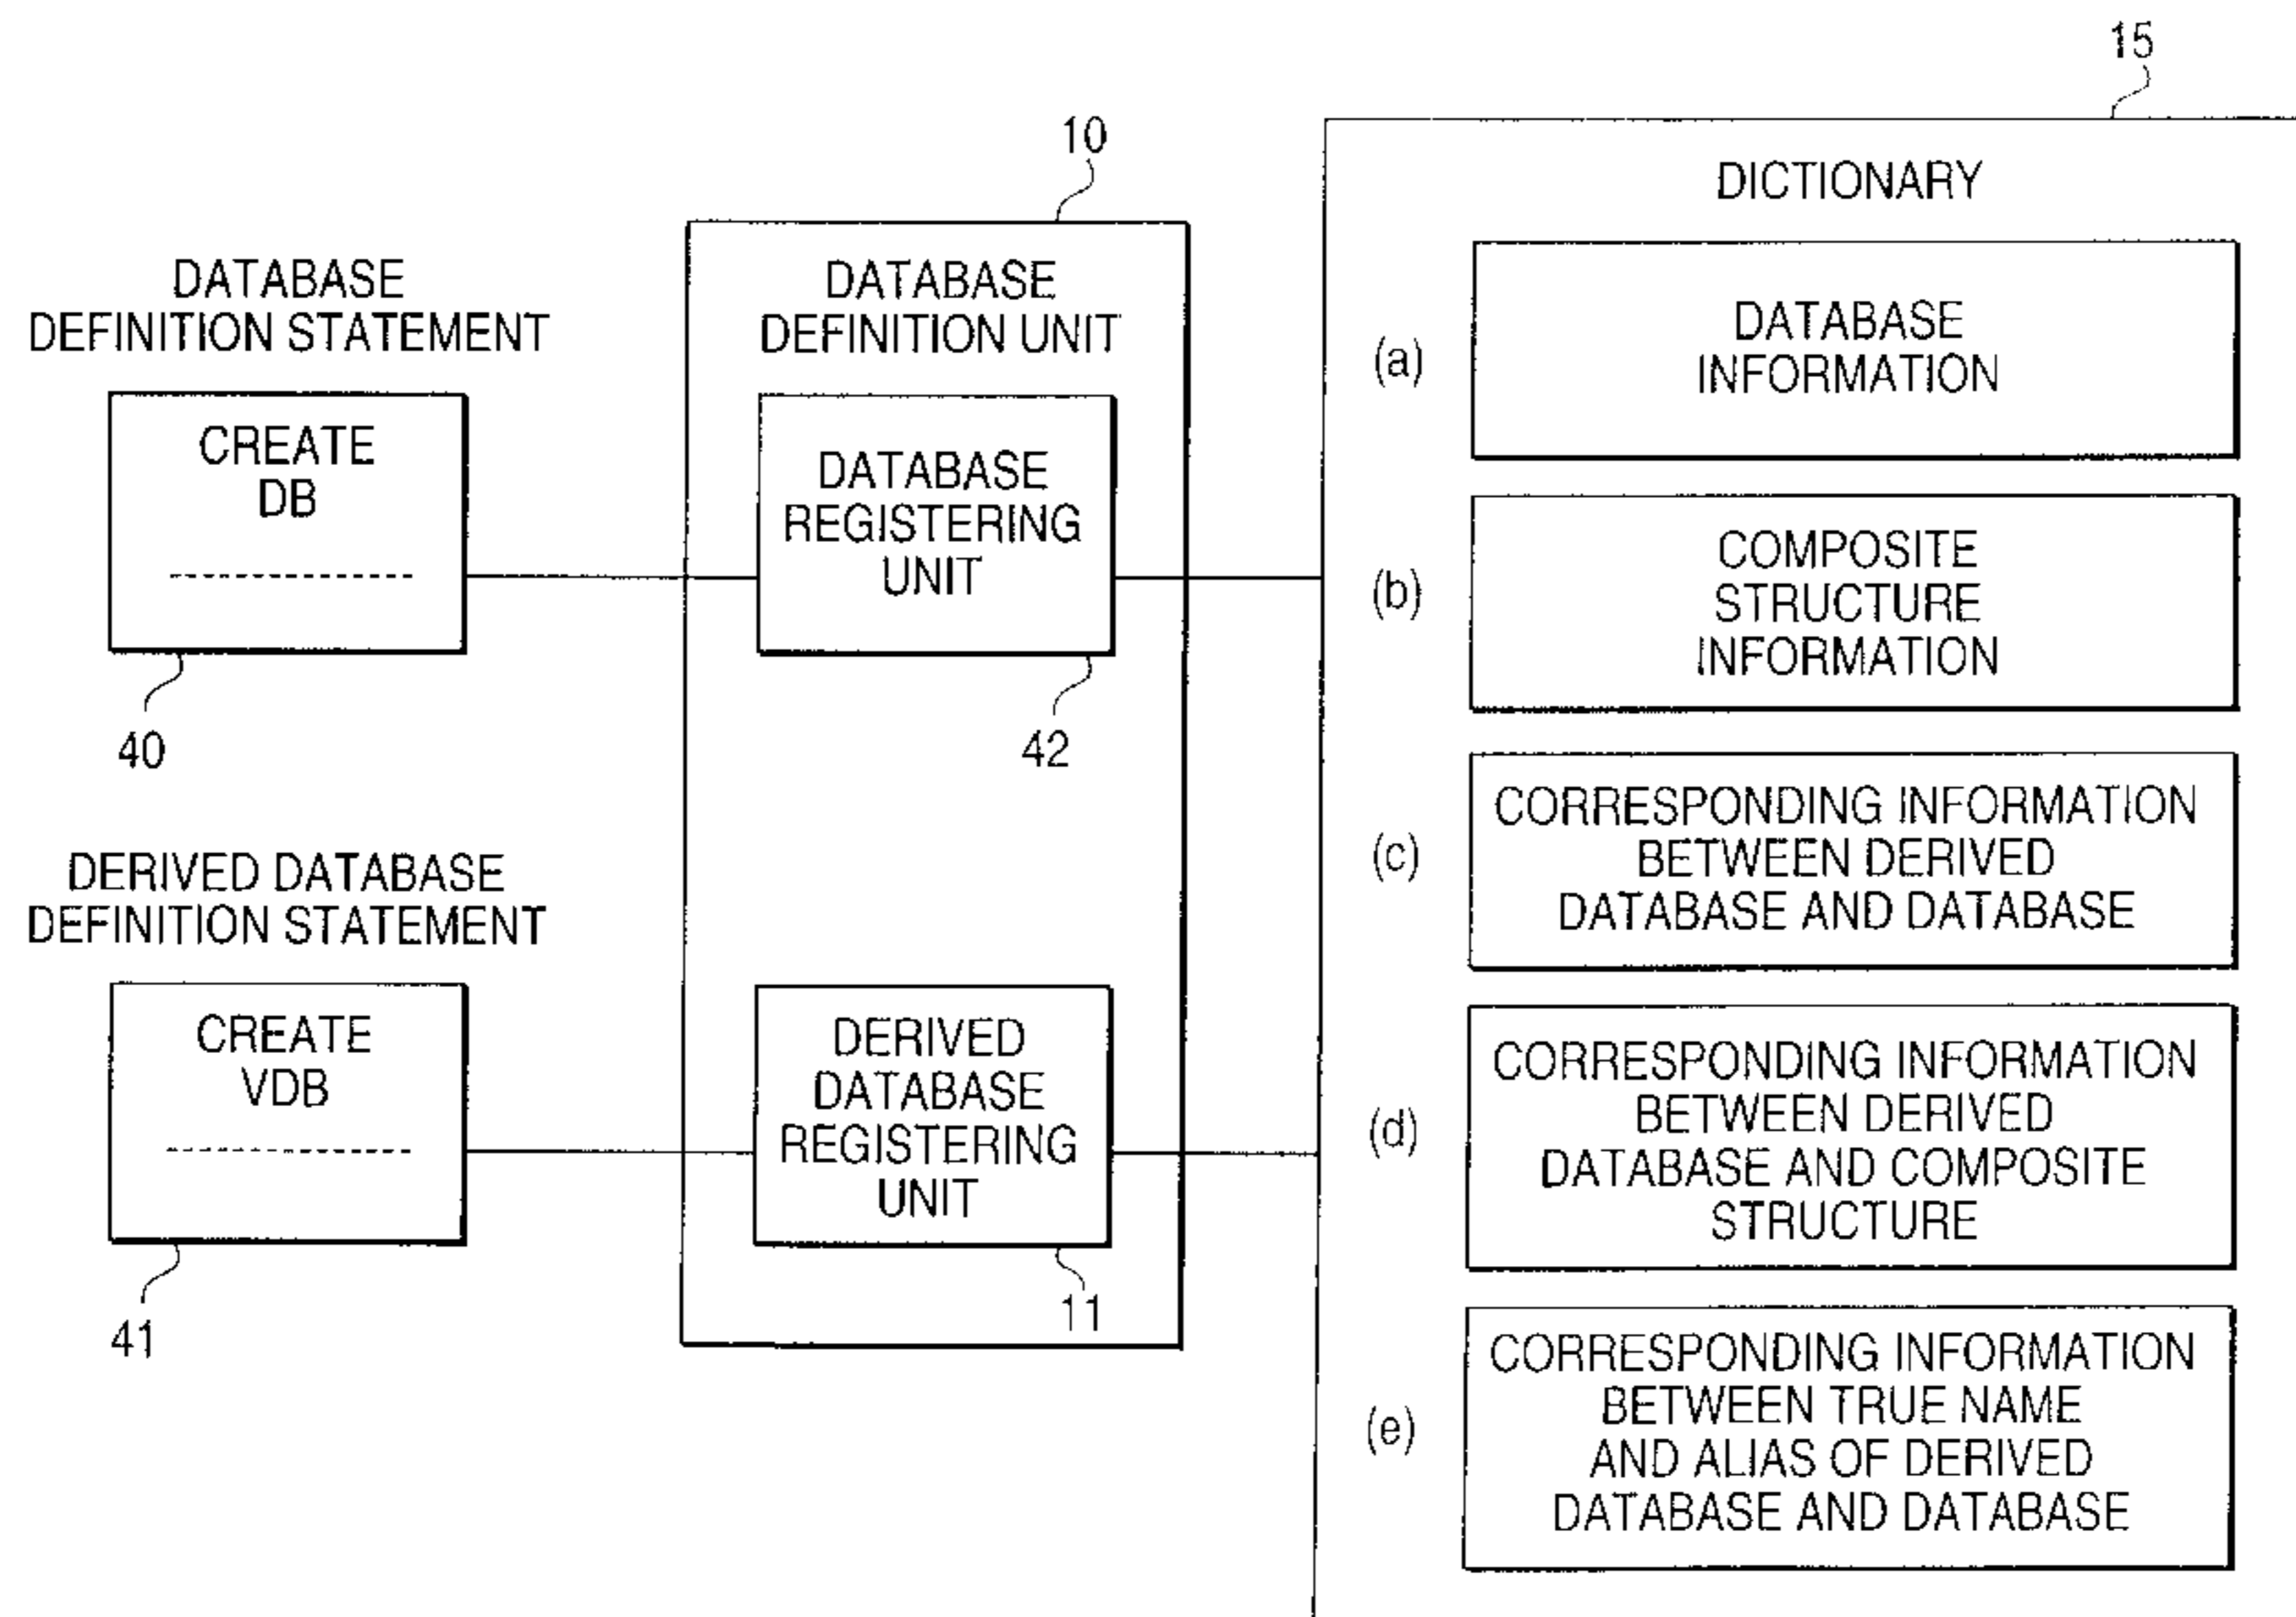 15
10
DICTIONARY
DATABASE
DEFINITION STATEMENT
CREATE
DB
40
DATABASE
DEFINITION UNIT
DATABASE
REGISTERING
UNIT
42
DERIVED DATABASE
DEFINITION STATEMENT
CREATE
VDB
41
DERIVED
DATABASE
REGISTERING
UNIT
11
(a)
DATABASE
INFORMATION
(b)
COMPOSITE
STRUCTURE
INFORMATION
(c)
CORRESPONDING INFORMATION
BETWEEN DERIVED
DATABASE AND DATABASE
(d)
CORRESPONDING INFORMATION
BETWEEN DERIVED
DATABASE AND COMPOSITE
STRUCTURE
(e)
CORRESPONDING INFORMATION
BETWEEN TRUE NAME
AND ALIAS OF DERIVED
DATABASE AND DATABASE